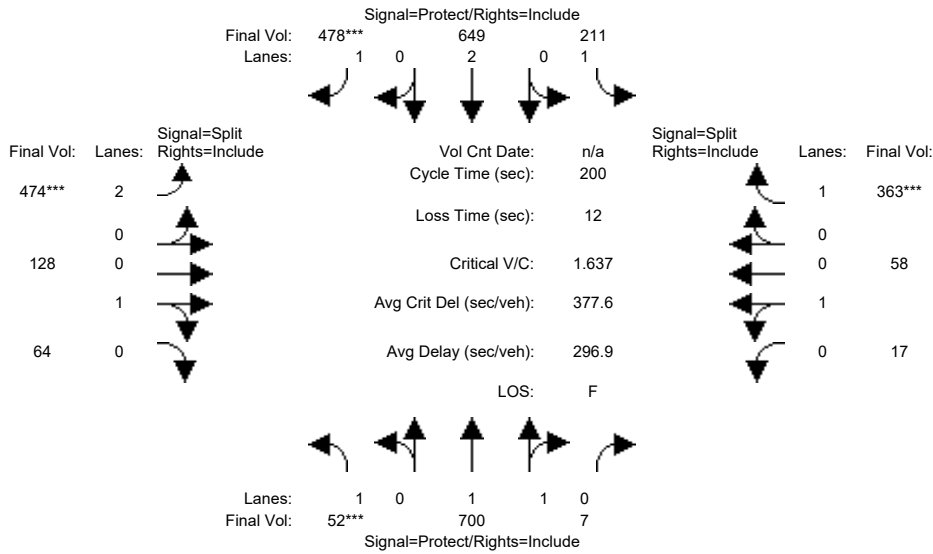 Signal=Protect/Rights=Include
Final Vol: 478*** 649 211
Lanes: 1 0 2 0 1
Signal=Split
Final Vol: Lanes: Rights=Include
Vol Cnt Date: n/a
Signal=Split
Rights=Include Lanes: Final Vol:
Cycle Time (sec): 200
474*** 2
1 363***
Loss Time (sec): 12
0
0
128 0
Critical V/C: 1.637
0 58
1
Avg Crit Del (sec/veh): 377.6
1
64 0
Avg Delay (sec/veh): 296.9
0 17
LOS: F
Lanes: 1 0 1 1 0
Final Vol: 52*** 700 7
Signal=Protect/Rights=Include